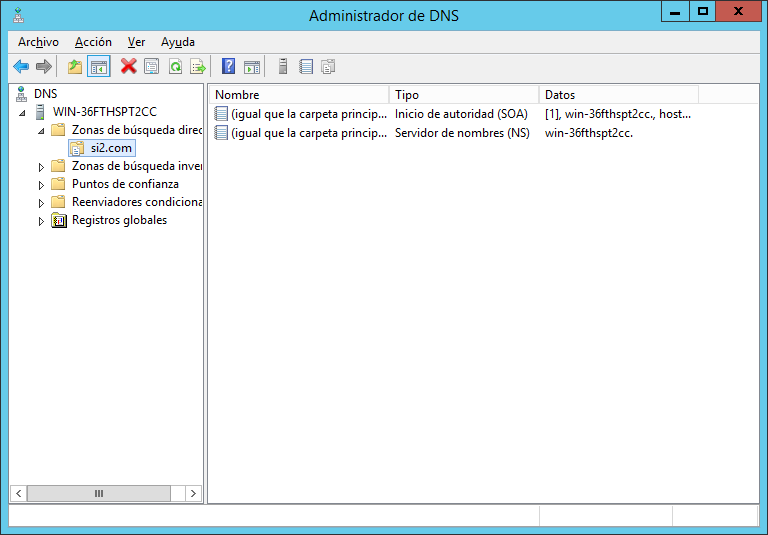 Administrador de DNS
Archivo Acción Ver Ayuda
DNS
WIN-36FTHSPT2CC
Zonas de búsqueda direc
si2.com
Zonas de búsqueda inver
Puntos de confianza
Reenviadores condiciona
Registros globales
Nombre Tipo Datos
(igual que la carpeta princip... Inicio de autoridad (SOA) [1], win-36fthspt2cc., host...
(igual que la carpeta princip... Servidor de nombres (NS) win-36fthspt2cc.